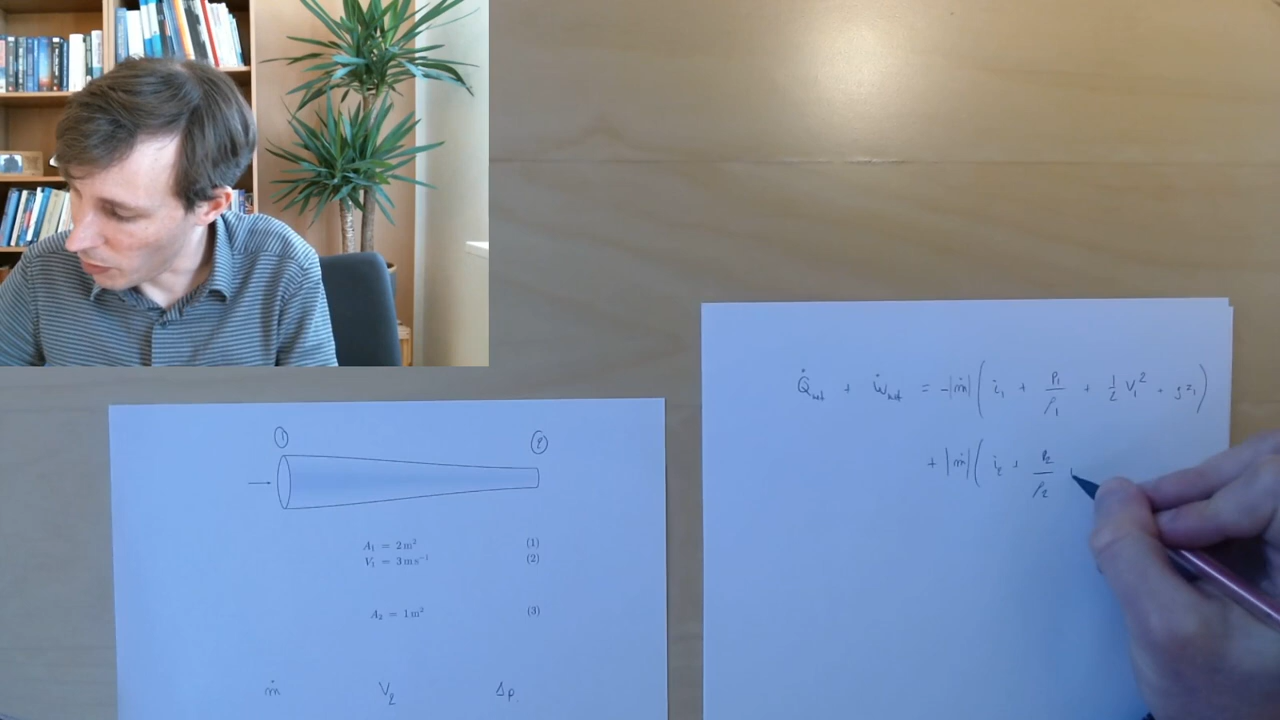 ① ②
A₁ = 2 m² (1)
V₁ = 3 m s⁻¹ (2)
A₂ = 1 m² (3)
ṁ V₂ Δp
Q̇net + Ẇnet = -|ṁ| ( i₁ + p₁/ρ₁ + 1/2 V₁² + g z₁ )
+ |ṁ| ( i₂ + p₂/ρ₂